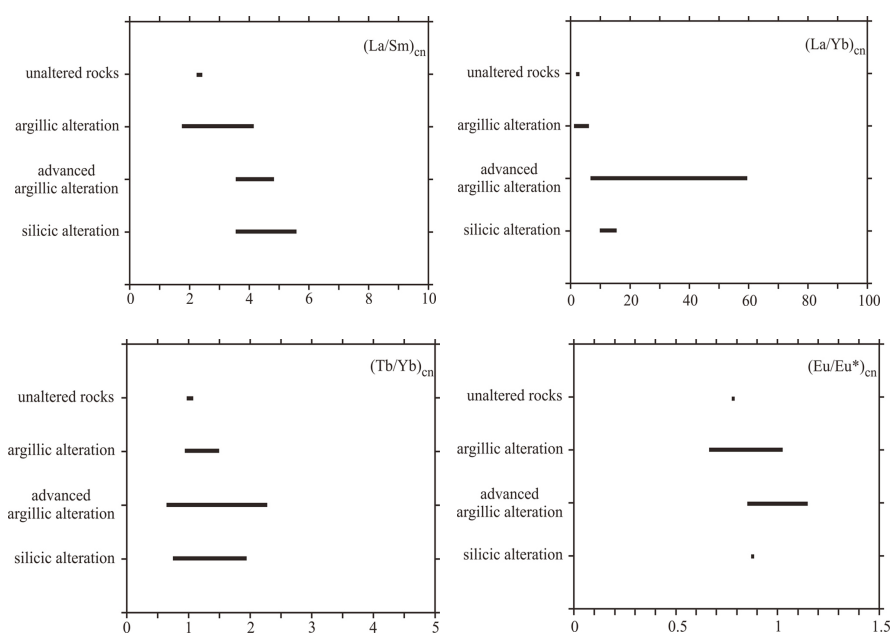 (La/Sm)cn
unaltered rocks
argillic alteration
advanced
argillic alteration
silicic alteration
0 2 4 6 8 10
(La/Yb)cn
unaltered rocks
argillic alteration
advanced
argillic alteration
silicic alteration
0 20 40 60 80 100
(Tb/Yb)cn
unaltered rocks
argillic alteration
advanced
argillic alteration
silicic alteration
0 1 2 3 4 5
(Eu/Eu*)cn
unaltered rocks
argillic alteration
advanced
argillic alteration
silicic alteration
0 0.5 1 1.5